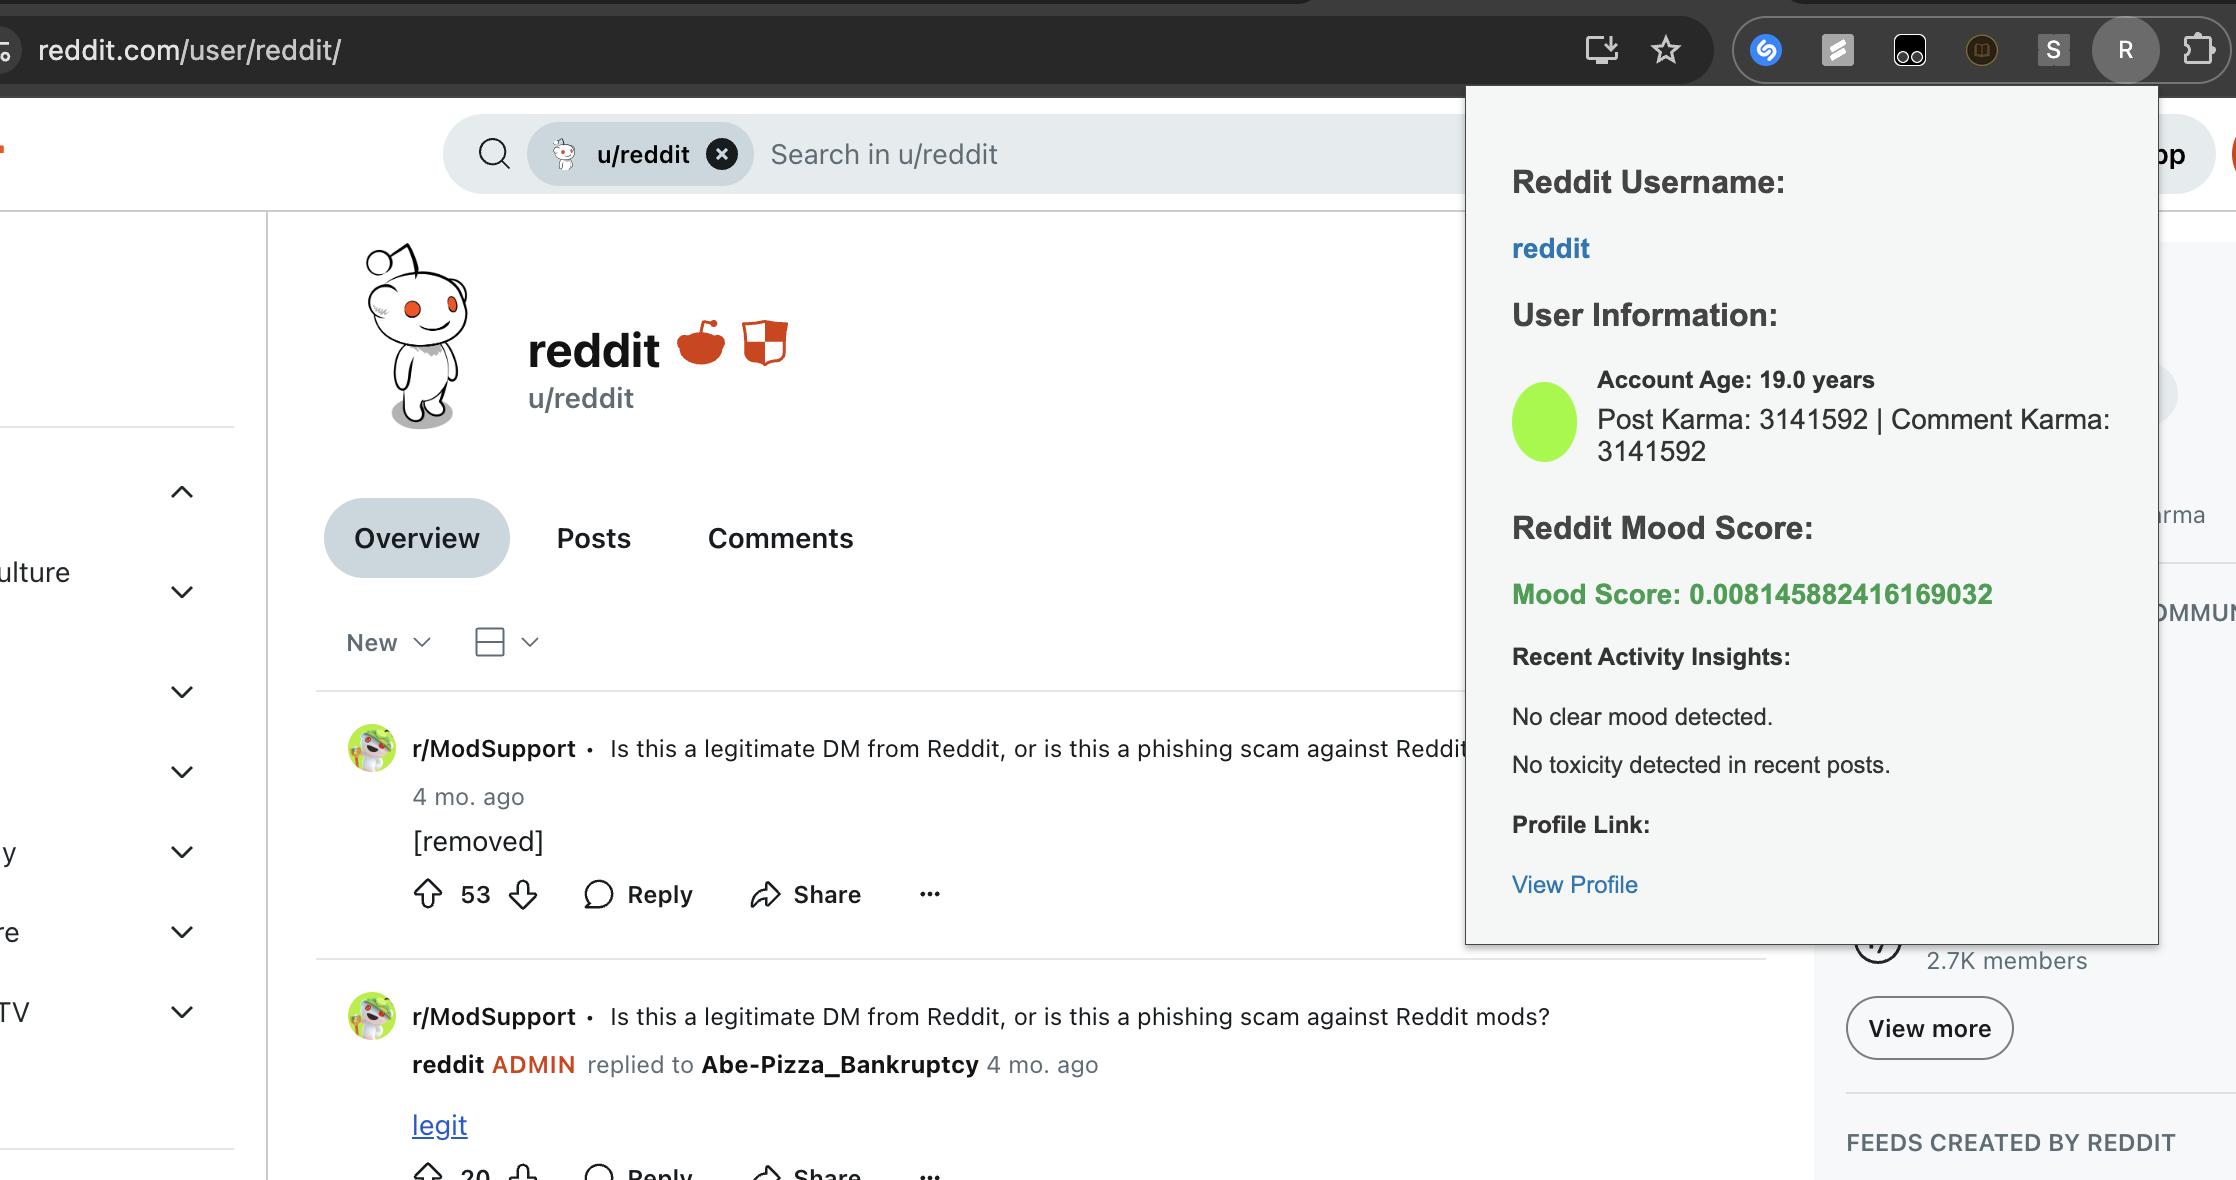 reddit.com/user/reddit/
S
R
u/reddit
Search in u/reddit
reddit
u/reddit
Overview
Posts
Comments
New
r/ModSupport • Is this a legitimate DM from Reddit, or is this a phishing scam against Reddit
4 mo. ago
[removed]
53
Reply
Share
r/ModSupport • Is this a legitimate DM from Reddit, or is this a phishing scam against Reddit mods?
reddit ADMIN replied to Abe-Pizza_Bankruptcy 4 mo. ago
legit
20
Reply
Share
ulture
y
re
TV
Reddit Username:
reddit
User Information:
Account Age: 19.0 years
Post Karma: 3141592 | Comment Karma:
3141592
Reddit Mood Score:
Mood Score: 0.008145882416169032
Recent Activity Insights:
No clear mood detected.
No toxicity detected in recent posts.
Profile Link:
View Profile
pp
arma
OMMUN
2.7K members
View more
FEEDS CREATED BY REDDIT